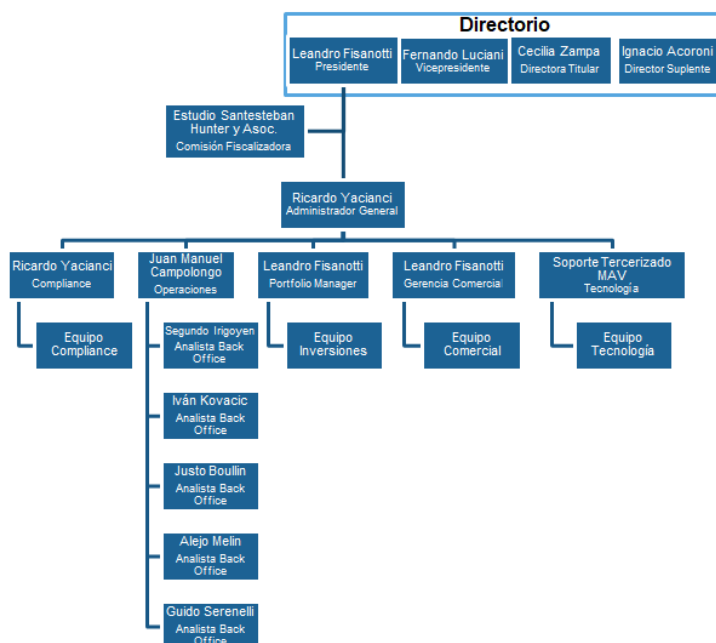 Directorio
Leandro Fisanotti
Presidente
Fernando Luciani
Vicepresidente
Cecilia Zampa
Directora Titular
Ignacio Acoroni
Director Suplente
Estudio Santesteban
Hunter y Asoc.
Comisión Fiscalizadora
Ricardo Yacianci
Administrador General
Ricardo Yacianci
Compliance
Juan Manuel
Campolongo
Operaciones
Leandro Fisanotti
Portfolio Manager
Leandro Fisanotti
Gerencia Comercial
Soporte Tercerizado
MAV
Tecnología
Equipo
Compliance
Segundo Irigoyen
Analista Back
Office
Equipo
Inversiones
Equipo
Comercial
Equipo
Tecnología
Iván Kovacic
Analista Back
Office
Justo Boullin
Analista Back
Office
Alejo Melin
Analista Back
Office
Guido Serenelli
Analista Back
Office